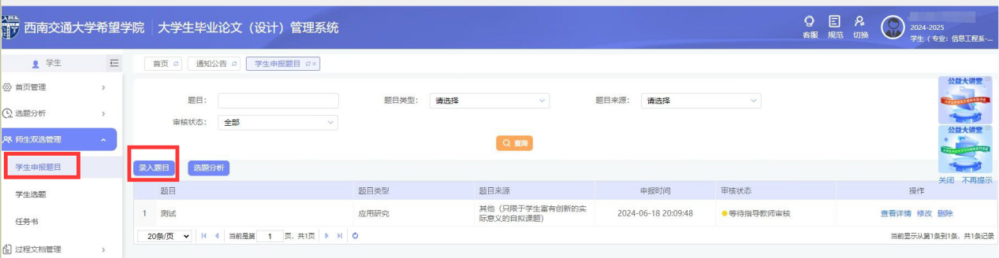 西南交通大学希望学院 大学生毕业论文（设计）管理系统
客服 规范 切换
2024-2025
学生（专业：信息工程系-...
学生
首页 通知公告 学生申报题目
首页管理
选题分析
师生双选管理
学生申报题目
学生选题
任务书
过程文档管理
题目： 题目类型： 请选择 题目来源： 请选择
审核状态： 全部
查询
录入题目 选题分析
题目 题目类型 题目来源 申报时间 审核状态 操作
1 测试 应用研究 其他（只限于学生富有创新的实际意义的自拟课题） 2024-06-18 20:09:48 等待指导教师审核 查看详情 修改 删除
20条/页 当前是第 1 页，共1页 当前显示从第1条到1条，共1条记录
公益大讲堂
公益大讲堂
关闭 不再提示